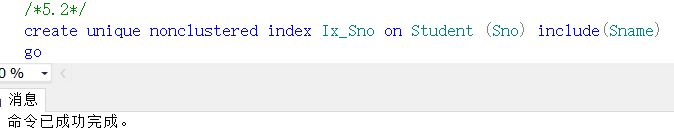 /*5.2*/
create unique nonclustered index Ix_Sno on Student (Sno) include(Sname)
go
0 %
消息
命令已成功完成。